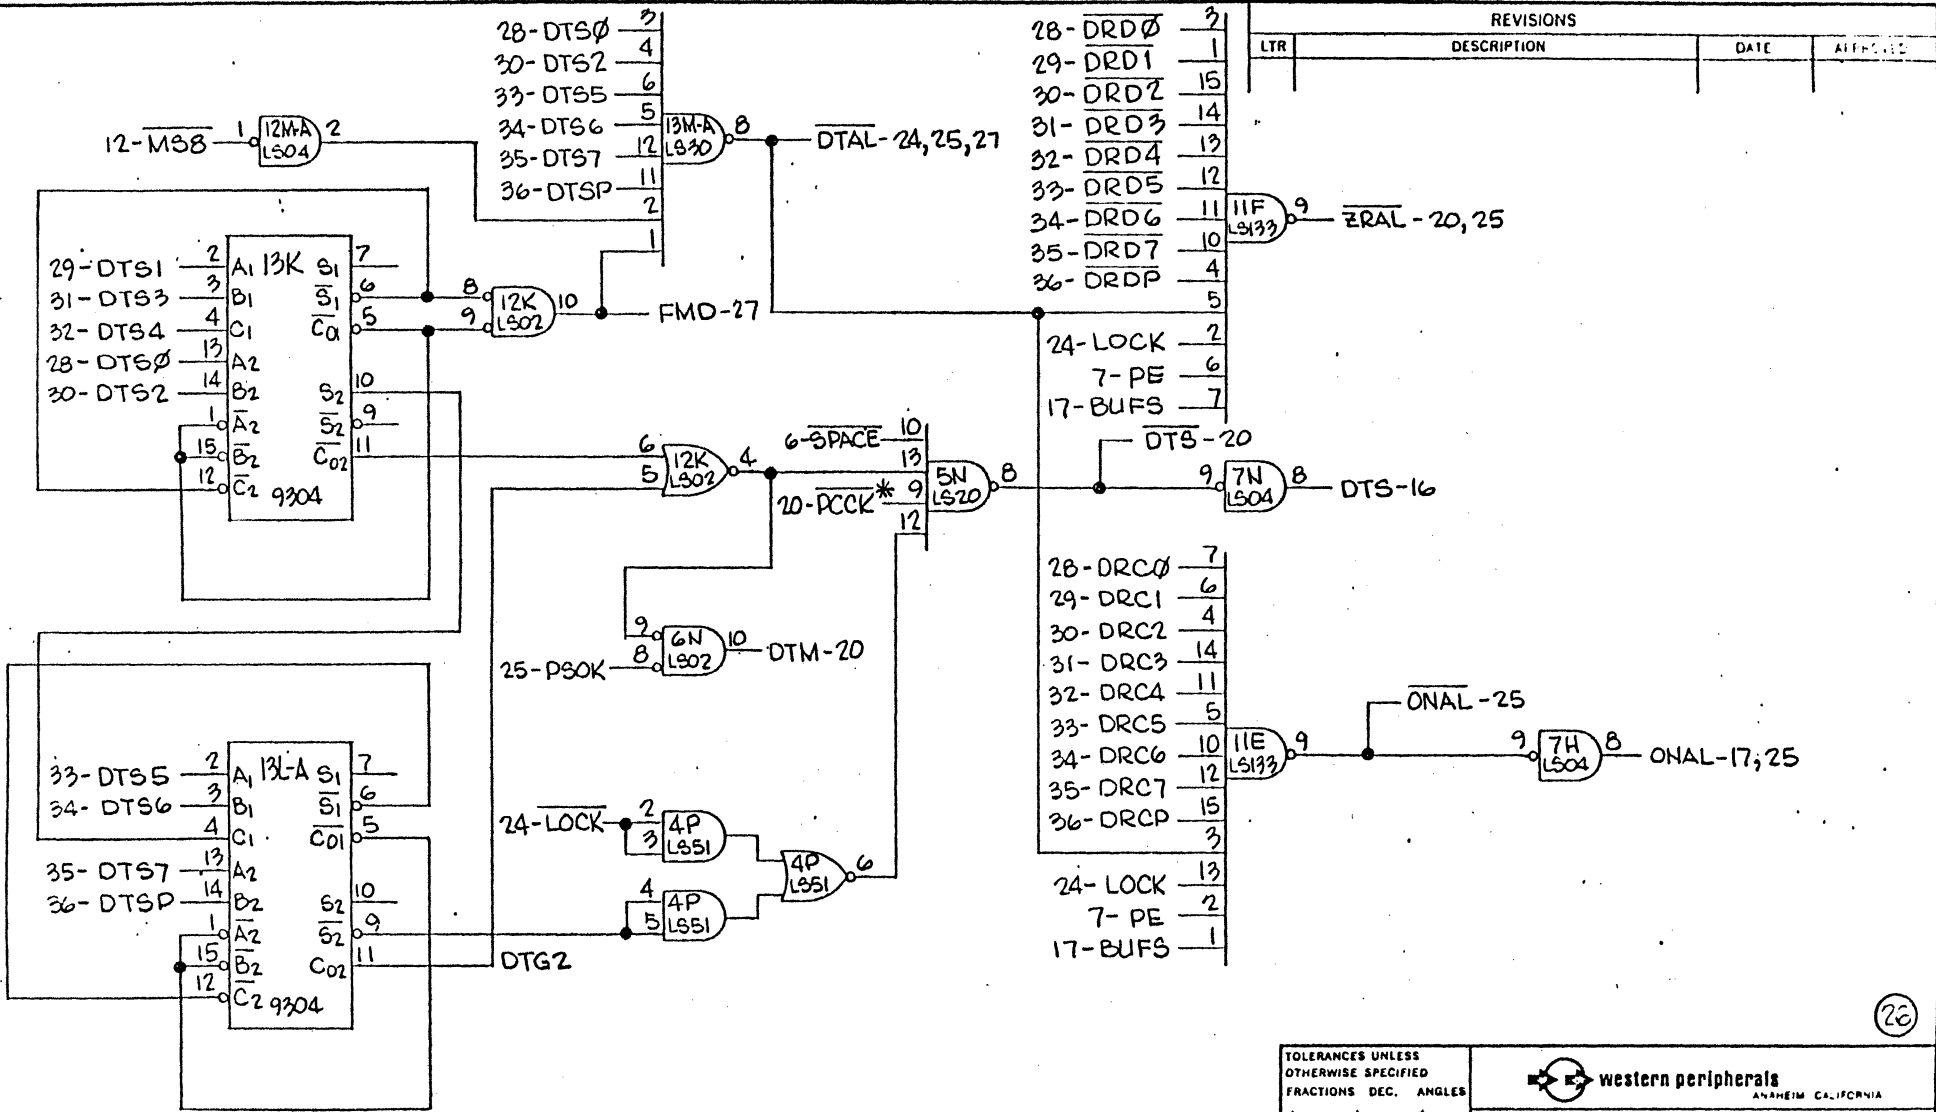 REVISIONS
LTR DESCRIPTION DATE
28-DTSØ 3
30-DTS2 4
33-DTS5 6
34-DTS6 5
35-DTS7 12
36-DTSP 11
2
1
13M-A
LS30
8
DTAL-24,25,27
12-MS8 1
12M-A
LS04
2
29-DTS1 2 A1 13K S1 7
31-DTS3 3 B1 S1 6
32-DTS4 4 C1 C01 5
28-DTSØ 13 A2
30-DTS2 14 B2 S2 10
1 A2 S2 9
15 B2 C02 11
12 C2 9304
8
9
12K
LS02
10
FMD-27
28-DRDØ 3
29-DRD1 1
30-DRD2 15
31-DRD3 14
32-DRD4 13
33-DRD5 12
34-DRD6 11
35-DRD7 10
36-DRDP 4
5
24-LOCK 2
7-PE 6
17-BUFS 7
11F
LS133
9
ZRAL-20,25
6
5
12K
LS02
4
6-SPACE 10
13
20-PCCK* 9
12
5N
LS20
8
DTS-20
9
7N
LS04
8
DTS-16
9
25-PSOK 8
6N
LS02
10
DTM-20
33-DTS5 2 A1 13L-A S1 7
34-DTS6 3 B1 S1 6
4 C1 C01 5
35-DTS7 13 A2
36-DTSP 14 B2 S2 10
1 A2 S2 9
15 B2 C02 11
12 C2 9304
DTG2
24-LOCK 2
3
4P
LS51
4
5
4P
LS51
4P
LS51
6
28-DRCØ 7
29-DRC1 6
30-DRC2 4
31-DRC3 14
32-DRC4 11
33-DRC5 5
34-DRC6 10
35-DRC7 12
36-DRCP 15
3
24-LOCK 13
7-PE 2
17-BUFS 1
11E
LS133
9
ONAL-25
9
7H
LS04
8
ONAL-17,25
26
TOLERANCES UNLESS
OTHERWISE SPECIFIED
FRACTIONS DEC. ANGLES
western peripherals
ANAHEIM CALIFORNIA